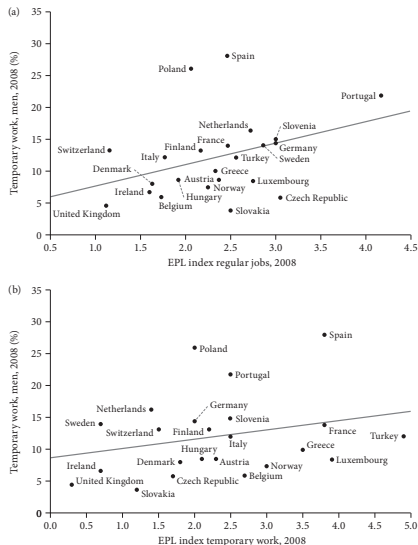 (a)
35
30
25
20
15
10
5
0
Temporary work, men, 2008 (%)
Spain
Poland
Portugal
Netherlands
Slovenia
Switzerland
France
Finland
Germany
Italy
Turkey
Sweden
Denmark
Greece
Austria
Luxembourg
Ireland
Norway
Hungary
Czech Republic
Belgium
United Kingdom
Slovakia
0.5 1.0 1.5 2.0 2.5 3.0 3.5 4.0 4.5
EPL index regular jobs, 2008
(b)
35
30
25
20
15
10
5
0
Temporary work, men, 2008 (%)
Spain
Poland
Portugal
Netherlands
Germany
Sweden
Slovenia
Switzerland
Finland
France
Italy
Turkey
Hungary
Greece
Denmark
Austria
Luxembourg
Ireland
Norway
Czech Republic
Belgium
United Kingdom
Slovakia
0.0 0.5 1.0 1.5 2.0 2.5 3.0 3.5 4.0 4.5 5.0
EPL index temporary work, 2008